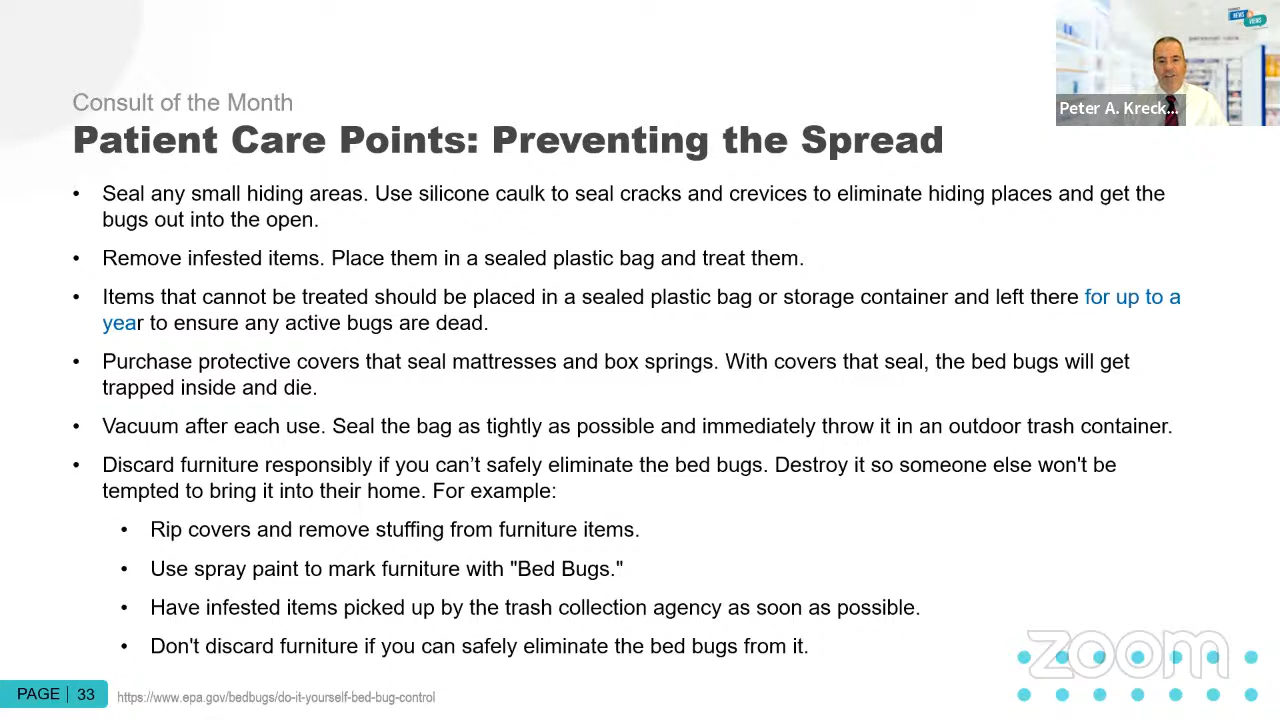 NEWS
VIEWS
Peter A. Kreck...
Consult of the Month
Patient Care Points: Preventing the Spread
• Seal any small hiding areas. Use silicone caulk to seal cracks and crevices to eliminate hiding places and get the
bugs out into the open.
• Remove infested items. Place them in a sealed plastic bag and treat them.
• Items that cannot be treated should be placed in a sealed plastic bag or storage container and left there for up to a
year to ensure any active bugs are dead.
• Purchase protective covers that seal mattresses and box springs. With covers that seal, the bed bugs will get
trapped inside and die.
• Vacuum after each use. Seal the bag as tightly as possible and immediately throw it in an outdoor trash container.
• Discard furniture responsibly if you can’t safely eliminate the bed bugs. Destroy it so someone else won't be
tempted to bring it into their home. For example:
• Rip covers and remove stuffing from furniture items.
• Use spray paint to mark furniture with "Bed Bugs."
• Have infested items picked up by the trash collection agency as soon as possible.
• Don't discard furniture if you can safely eliminate the bed bugs from it.
zoom
PAGE | 33
https://www.epa.gov/bedbugs/do-it-yourself-bed-bug-control